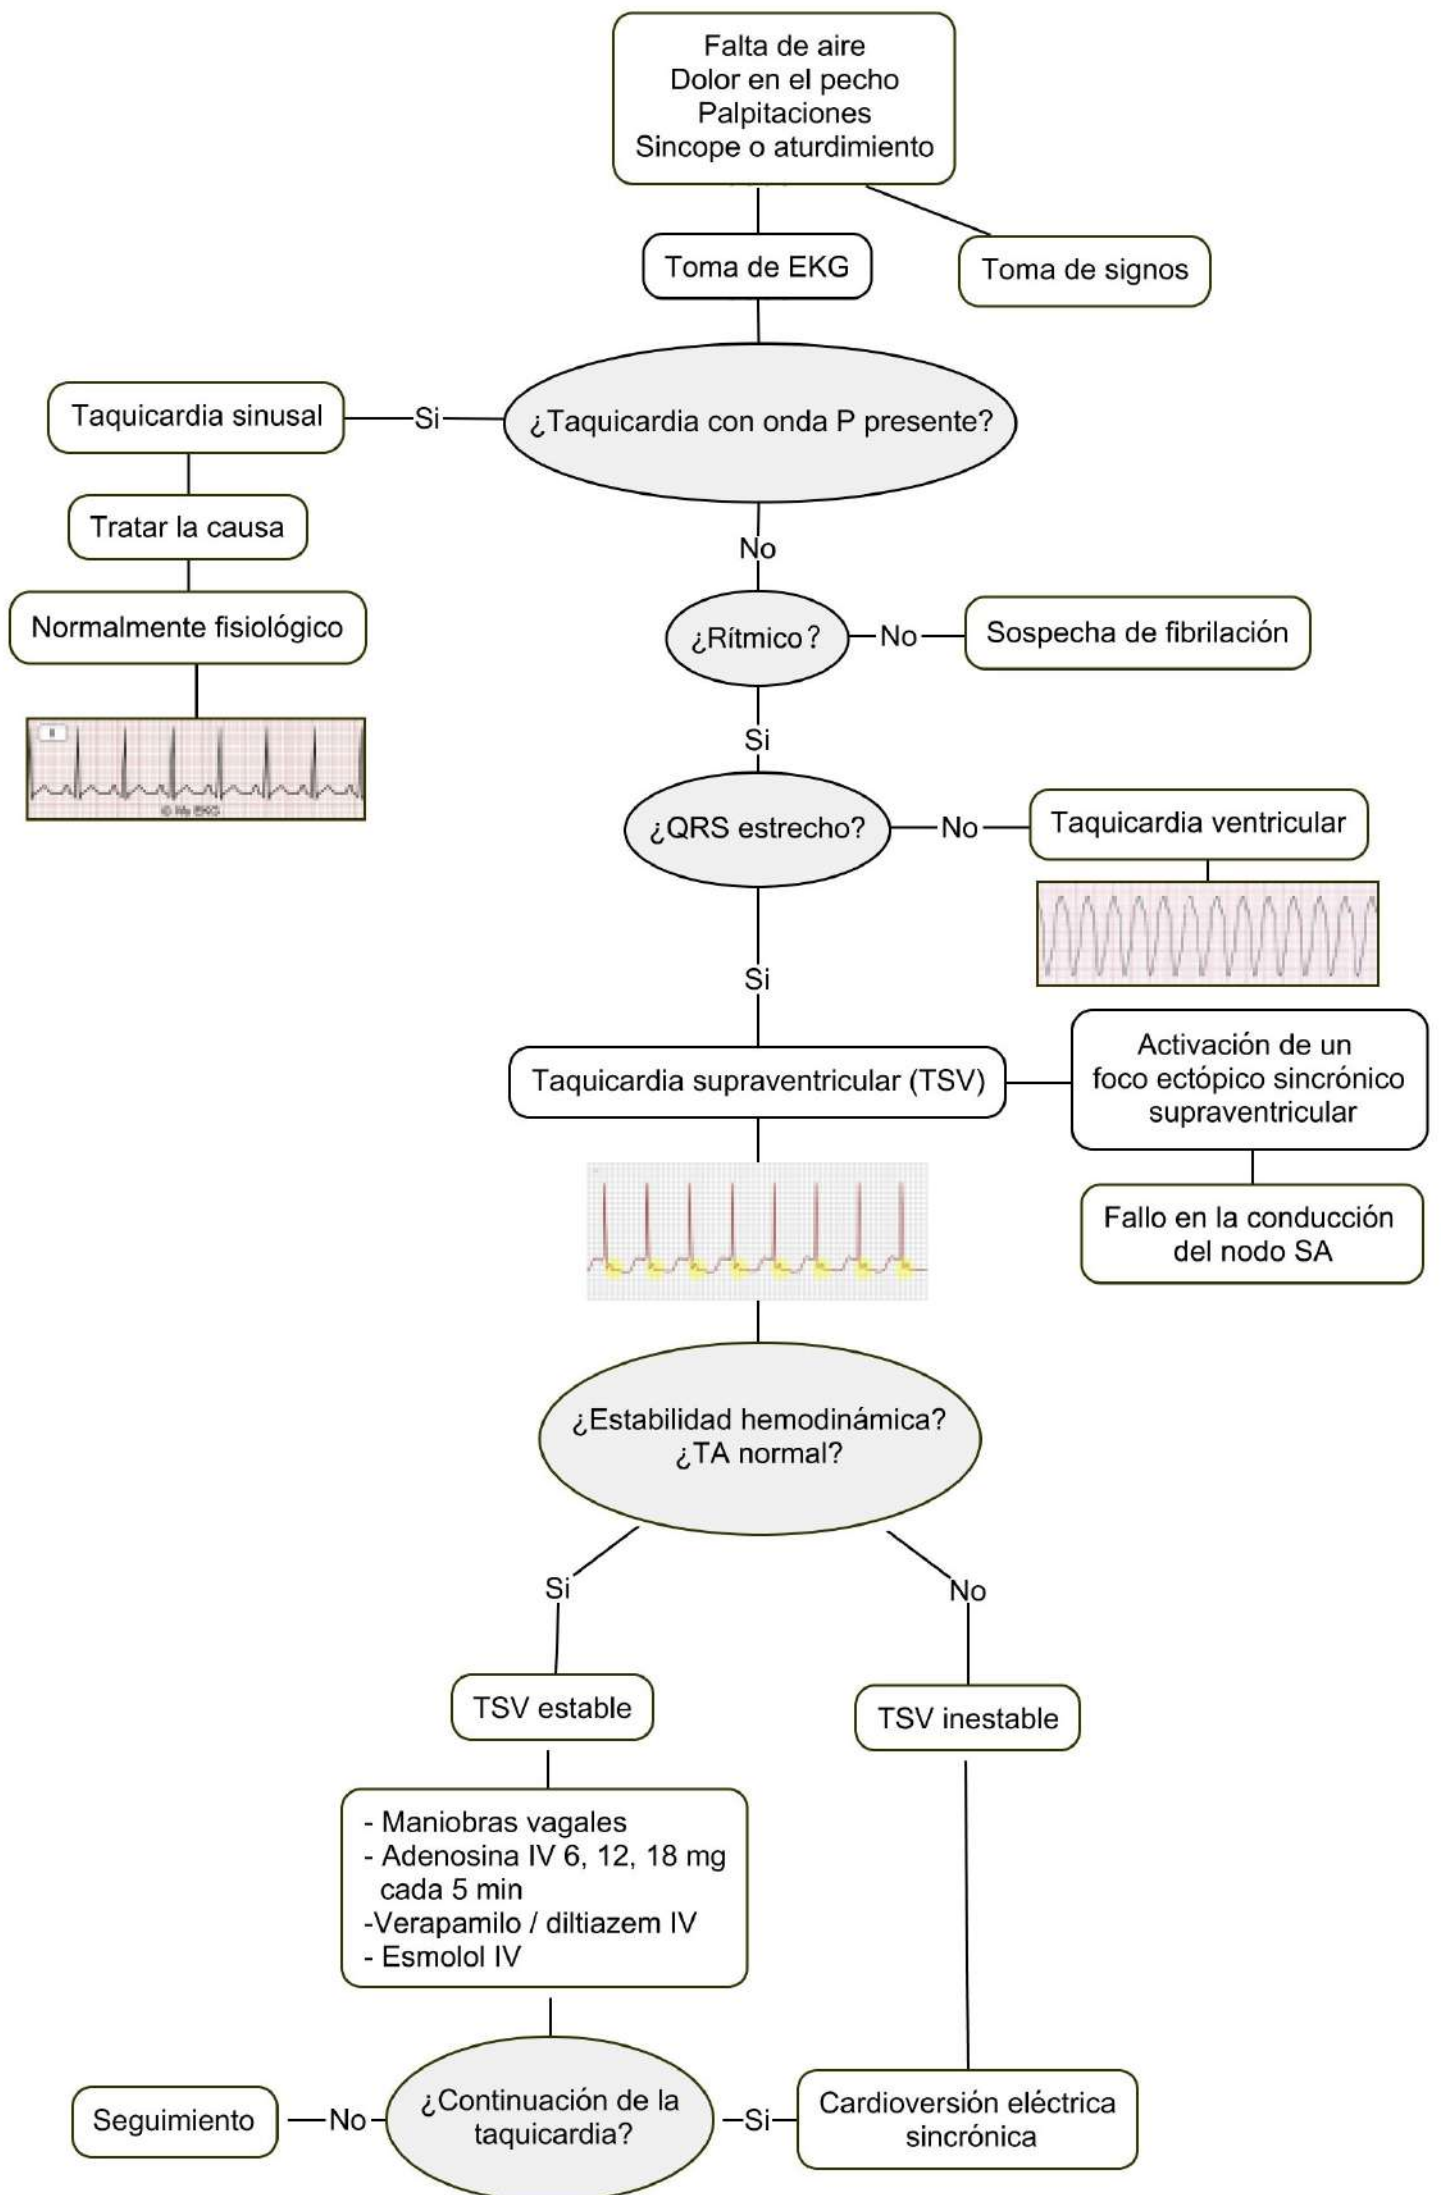 Falta de aire
Dolor en el pecho
Palpitaciones
Sincope o aturdimiento
Toma de EKG
Toma de signos
¿Taquicardia con onda P presente?
Si
Taquicardia sinusal
Tratar la causa
Normalmente fisiológico
II
© My EKG
No
¿Rítmico?
No
Sospecha de fibrilación
Si
¿QRS estrecho?
No
Taquicardia ventricular
Si
Taquicardia supraventricular (TSV)
Activación de un
foco ectópico sincrónico
supraventricular
Fallo en la conducción
del nodo SA
¿Estabilidad hemodinámica?
¿TA normal?
Si
No
TSV estable
TSV inestable
- Maniobras vagales
- Adenosina IV 6, 12, 18 mg
cada 5 min
-Verapamilo / diltiazem IV
- Esmolol IV
¿Continuación de la
taquicardia?
No
Seguimiento
Si
Cardioversión eléctrica
sincrónica